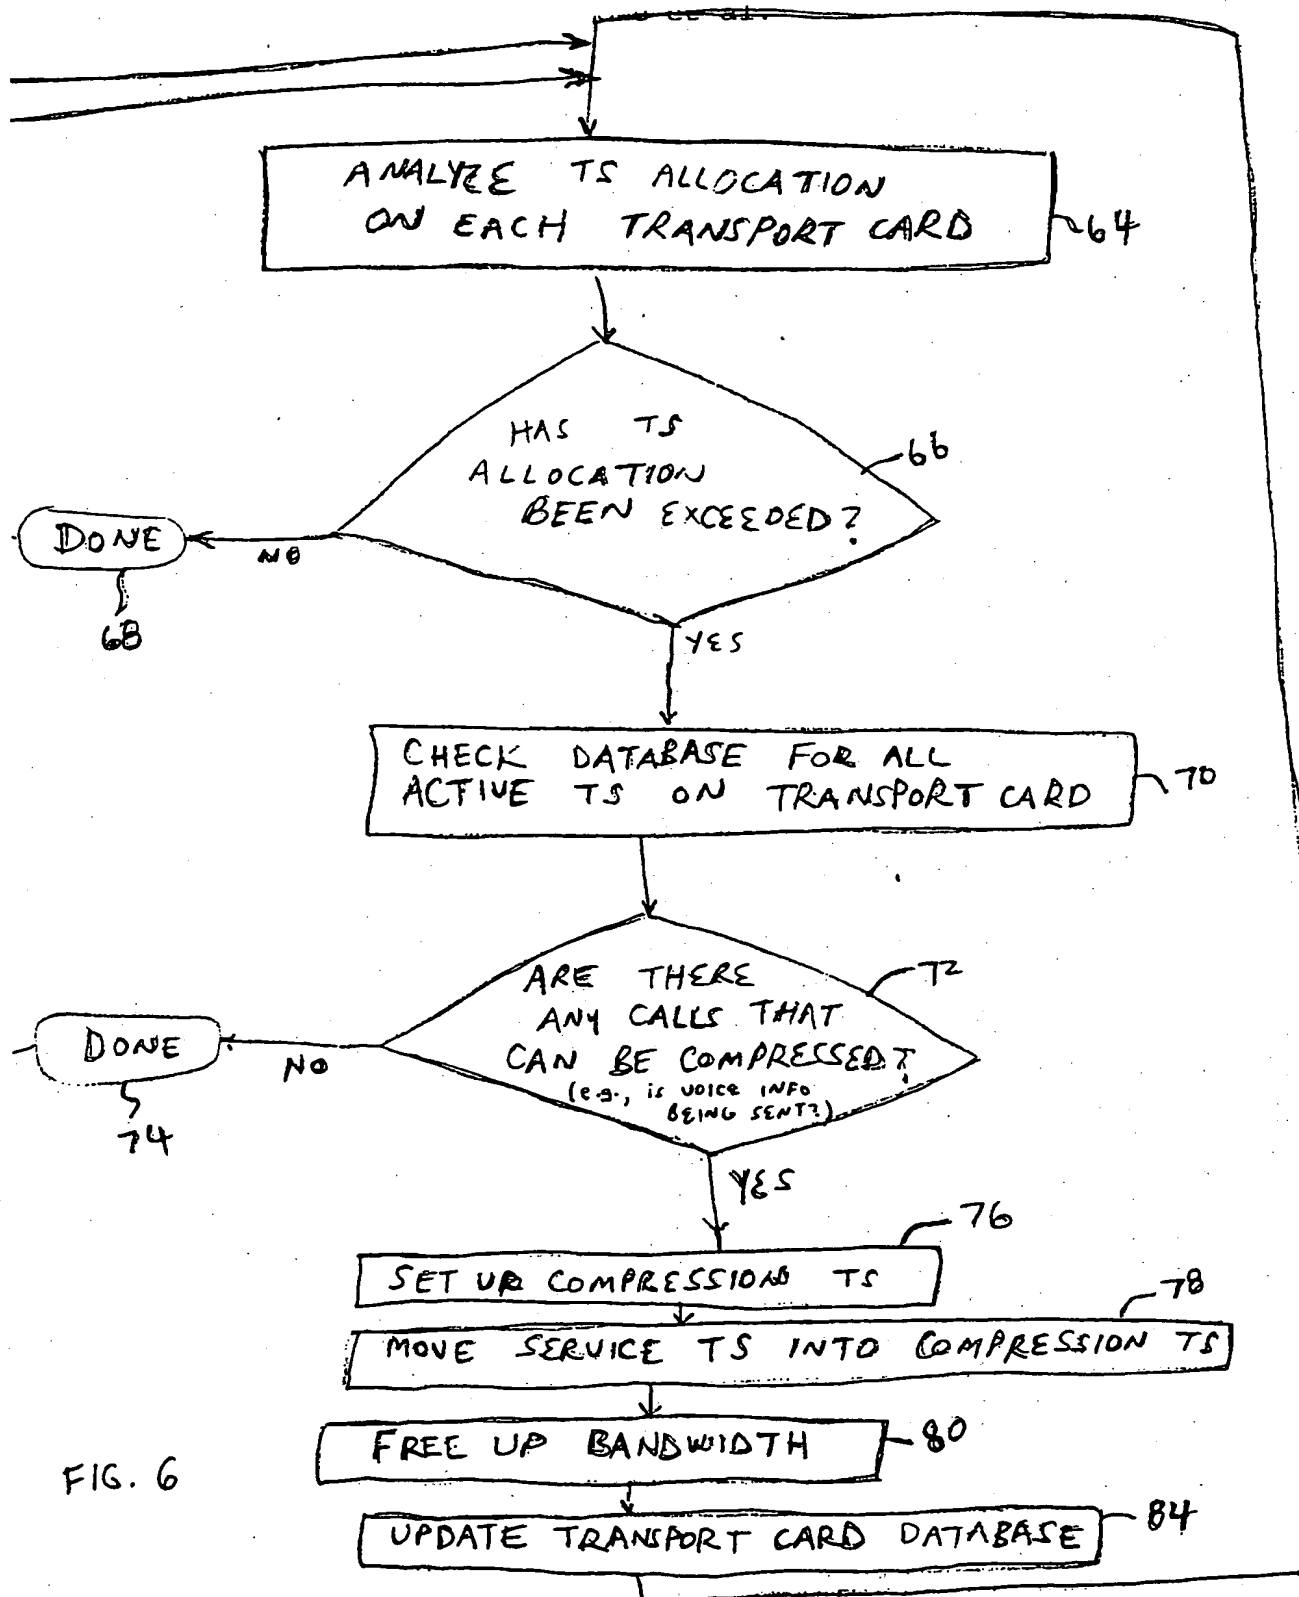 et al.
ANALYZE TS ALLOCATION
ON EACH TRANSPORT CARD
64
HAS TS
ALLOCATION
BEEN EXCEEDED?
66
DONE
NO
68
YES
CHECK DATABASE FOR ALL
ACTIVE TS ON TRANSPORT CARD
70
ARE THERE
ANY CALLS THAT
CAN BE COMPRESSED?
(e.g., is VOICE INFO
BEING SENT?)
72
DONE
NO
74
YES
76
SET UP COMPRESSION TS
78
MOVE SERVICE TS INTO COMPRESSION TS
FREE UP BANDWIDTH
80
FIG. 6
84
UPDATE TRANSPORT CARD DATABASE